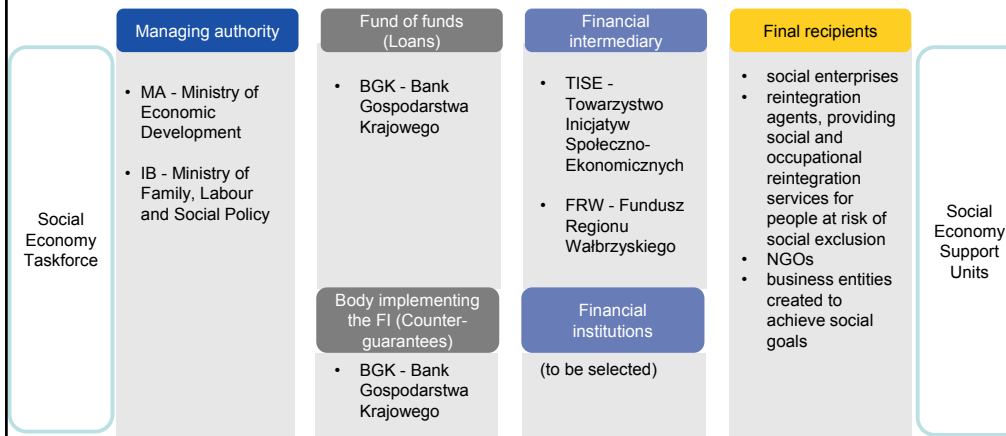 Social
Economy
Taskforce
Managing authority
• MA - Ministry of
Economic
Development
• IB - Ministry of
Family, Labour
and Social Policy
Fund of funds
(Loans)
• BGK - Bank
Gospodarstwa
Krajowego
Body implementing
the FI (Counter-
guarantees)
• BGK - Bank
Gospodarstwa
Krajowego
Financial
intermediary
• TISE -
Towarzystwo
Inicjatyw
Społeczno-
Ekonomicznych
• FRW - Fundusz
Regionu
Wałbrzyskiego
Financial
institutions
(to be selected)
Final recipients
• social enterprises
• reintegration
agents, providing
social and
occupational
reintegration
services for
people at risk of
social exclusion
• NGOs
• business entities
created to
achieve social
goals
Social
Economy
Support
Units